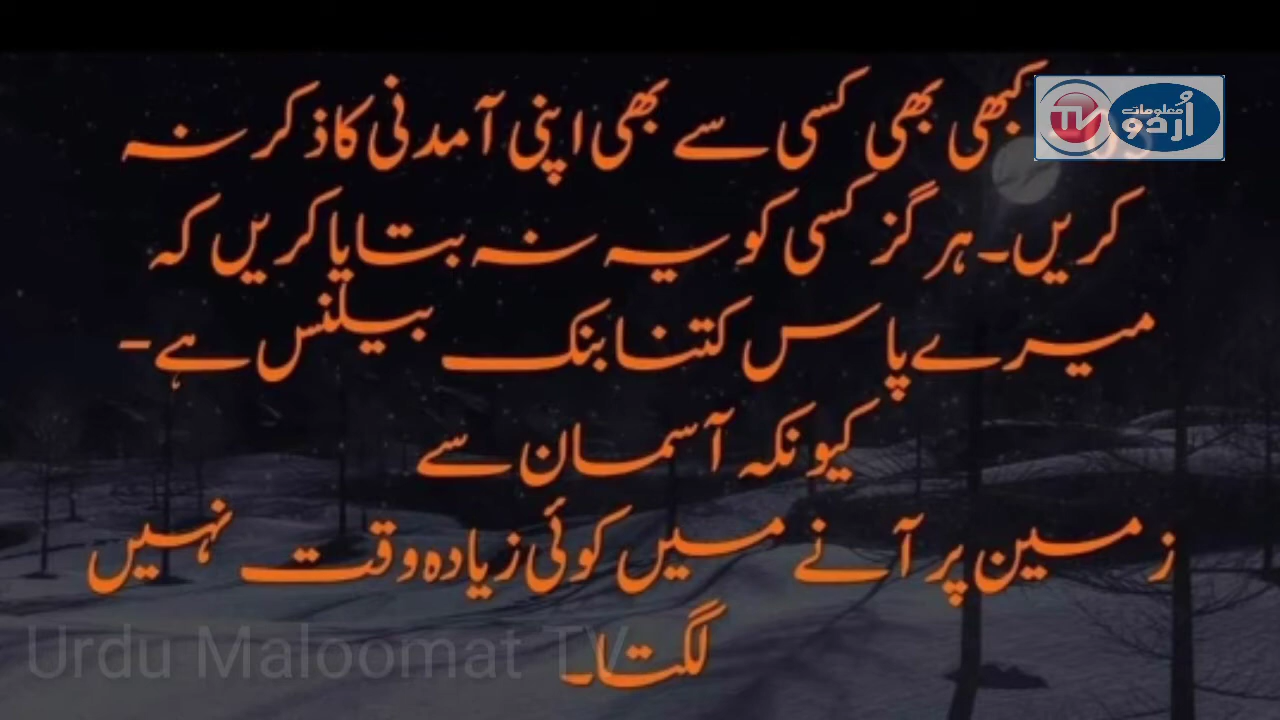 کبھی بھی کسی سے بھی اپنی آمدنی کا ذکر نہ
کریں۔ ہرگز کسی کو یہ نہ بتایا کریں کہ
میرے پاس کتنا بنک بیلنس ہے-
کیونکہ آسمان سے
زمین پر آنے میں کوئی زیادہ وقت نہیں
لگتا۔
TV معلومات اُردُو
Urdu Maloomat TV